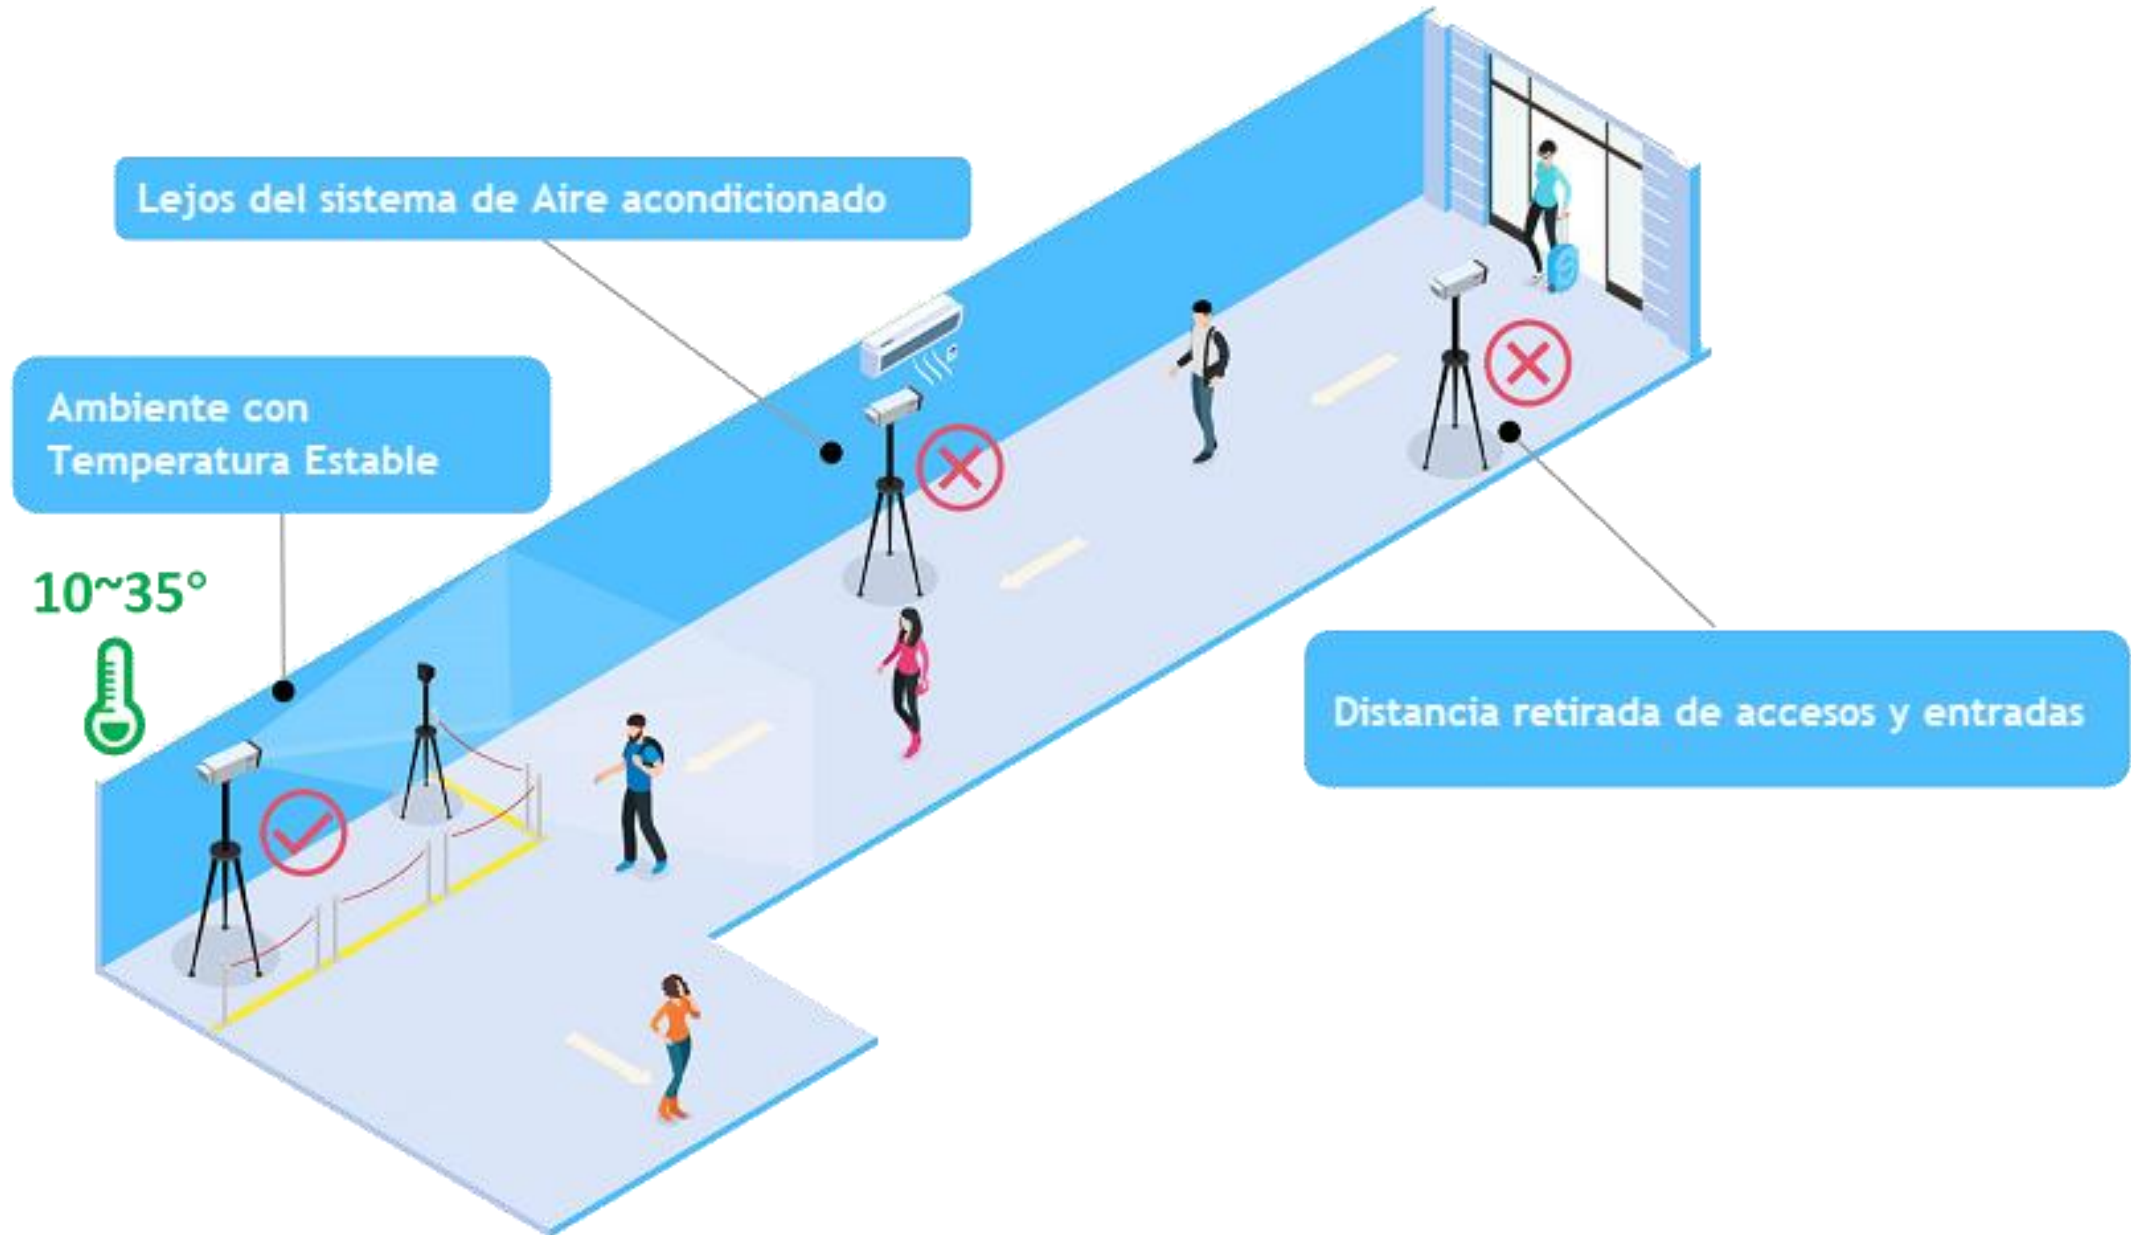 Lejos del sistema de Aire acondicionado
Ambiente con
Temperatura Estable
10~35°
Distancia retirada de accesos y entradas